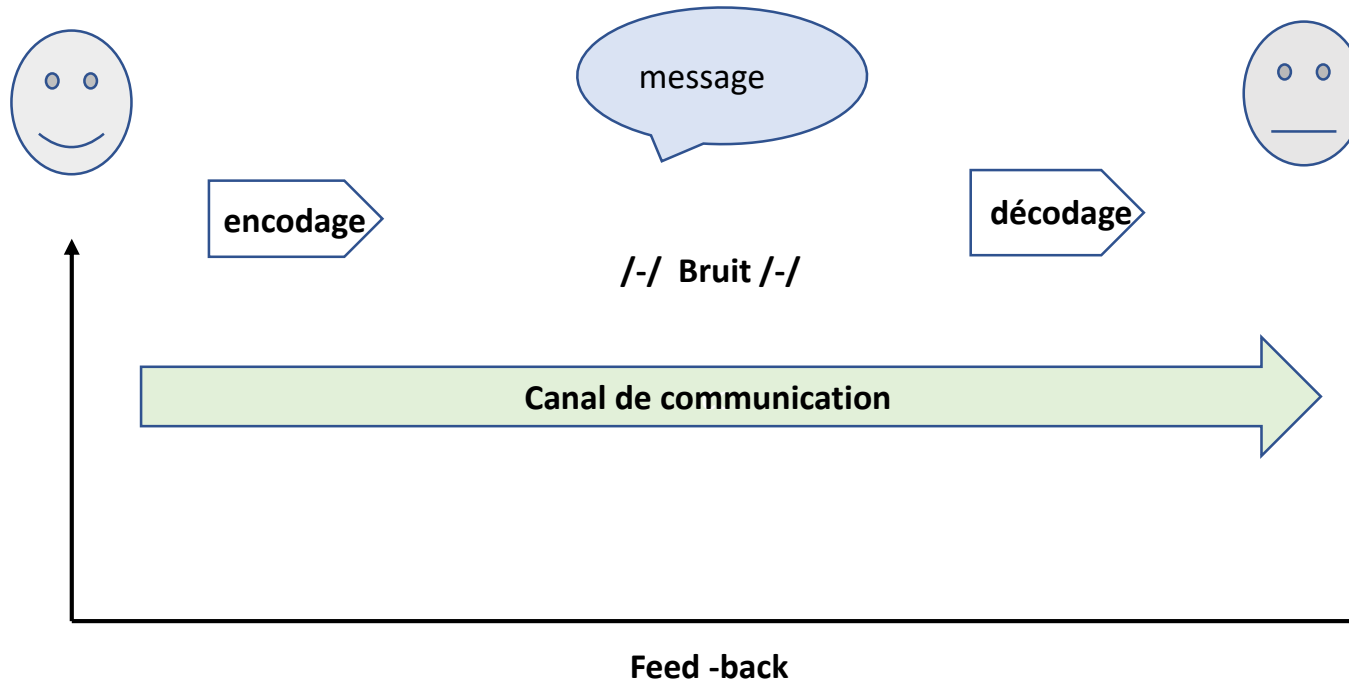 message
encodage
décodage
/-/ Bruit /-/
Canal de communication
Feed -back